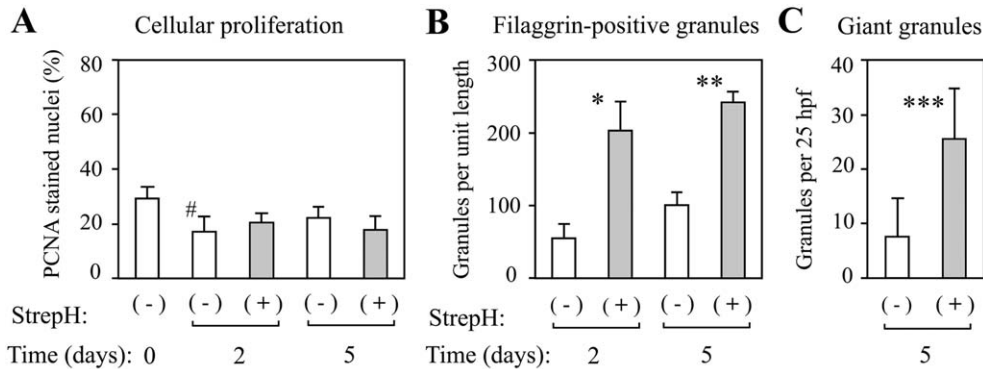 A Cellular proliferation
PCNA stained nuclei (%)
80
60
40
20
0
#
(-) (-) (+) (-) (+)
StrepH:
Time (days): 0 2 5
B Filaggrin-positive granules
Granules per unit length
300
200
100
0
*
**
(-) (+) (-) (+)
StrepH:
2 5
C Giant granules
Granules per 25 hpf
40
30
20
10
0
***
(-) (+)
5